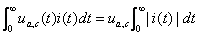 ∫₀^∞ u_{a,c}(t)i(t)dt = u_{a,c} ∫₀^∞ |i(t)| dt